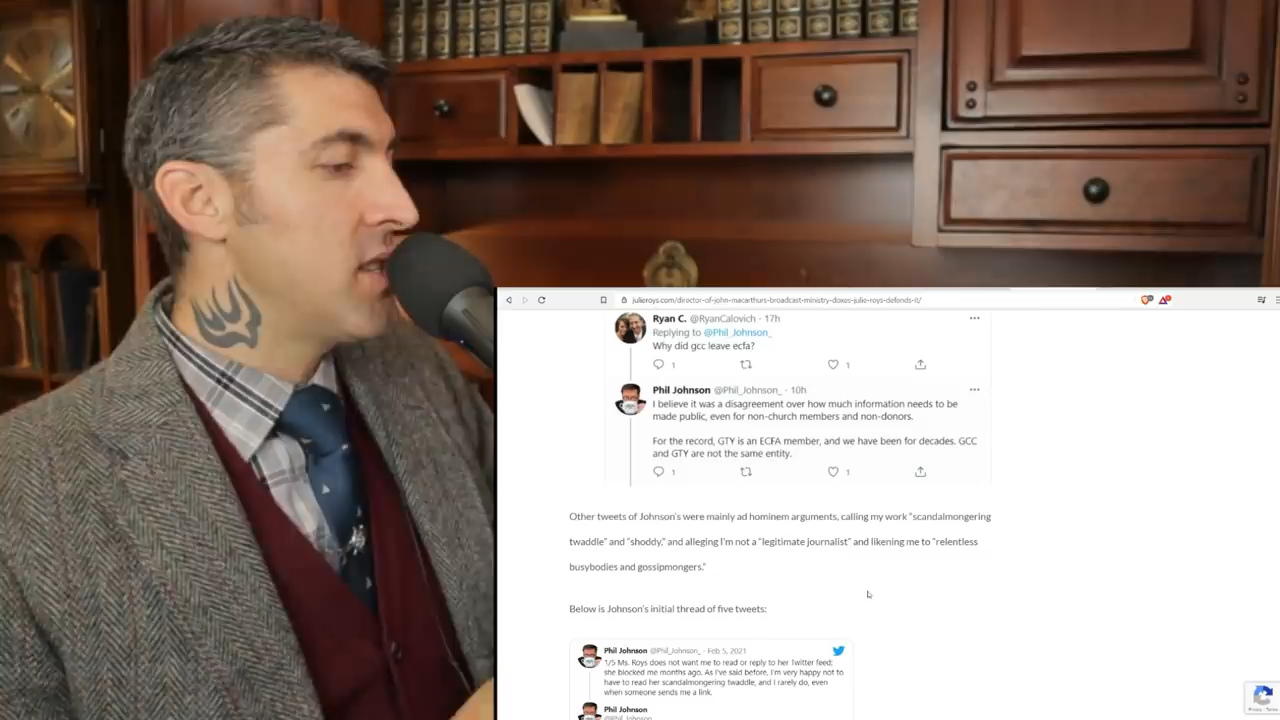 julieroys.com/director-of-john-macarthurs-broadcast-ministry-doxes-julie-roys-defends-it/
Ryan C. @RyanCalovich · 17h
Replying to @Phil_Johnson_
Why did gcc leave ecfa?
1
1
Phil Johnson @Phil_Johnson_ · 10h
I believe it was a disagreement over how much information needs to be
made public, even for non-church members and non-donors.
For the record, GTY is an ECFA member, and we have been for decades. GCC
and GTY are not the same entity.
1
1
Other tweets of Johnson's were mainly ad hominem arguments, calling my work "scandalmongering
twaddle" and "shoddy," and alleging I'm not a "legitimate journalist" and likening me to "relentless
busybodies and gossipmongers."
Below is Johnson's initial thread of five tweets:
Phil Johnson @Phil_Johnson_ · Feb 5, 2021
1/5 Ms. Roys does not want me to read or reply to her Twitter feed;
she blocked me months ago. As I've said before, I'm very happy not to
have to read her scandalmongering twaddle, and I rarely do, even
when someone sends me a link.
Phil Johnson
@Phil_Johnson_
Privacy - Terms